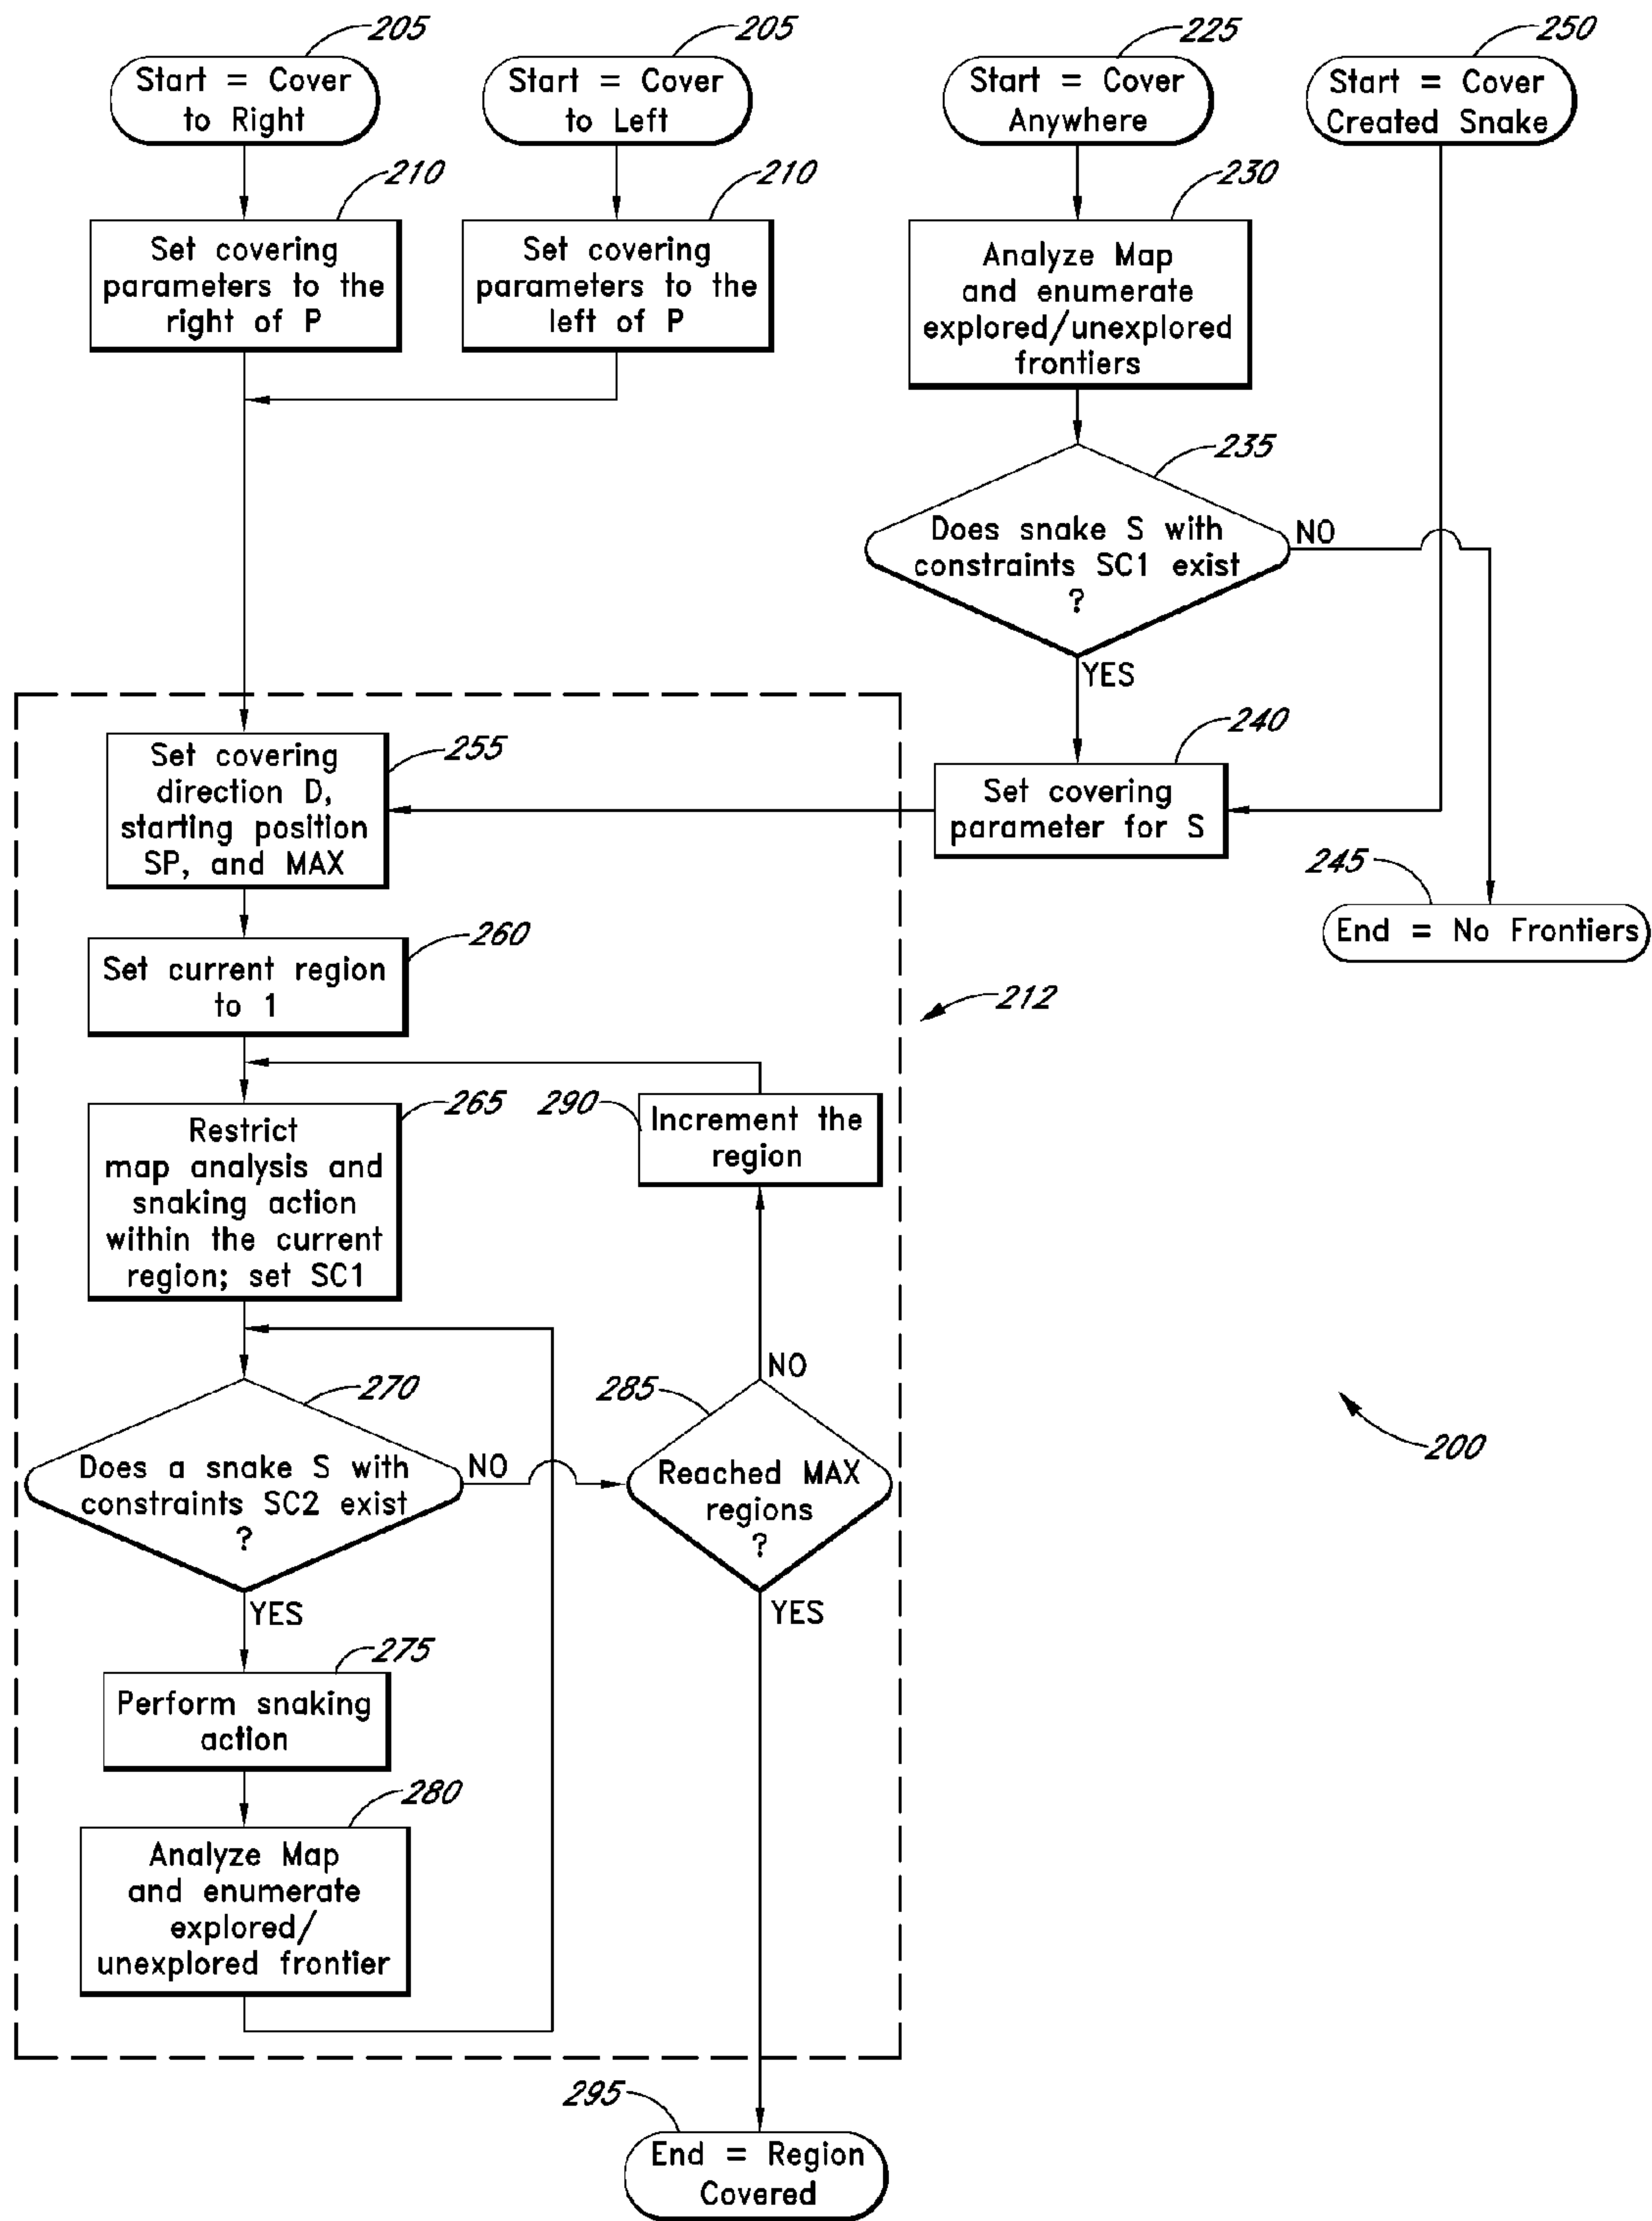 205
Start = Cover
to Right
205
Start = Cover
to Left
225
Start = Cover
Anywhere
250
Start = Cover
Created Snake
210
Set covering
parameters to the
right of P
210
Set covering
parameters to the
left of P
230
Analyze Map
and enumerate
explored/unexplored
frontiers
235
Does snake S with
constraints SC1 exist
?
NO
YES
240
Set covering
parameter for S
245
End = No Frontiers
255
Set covering
direction D,
starting position
SP, and MAX
260
Set current region
to 1
212
265
Restrict
map analysis and
snaking action
within the current
region; set SC1
290
Increment the
region
270
Does a snake S with
constraints SC2 exist
?
NO
YES
285
NO
Reached MAX
regions
?
YES
200
275
Perform snaking
action
280
Analyze Map
and enumerate
explored/
unexplored frontier
295
End = Region
Covered